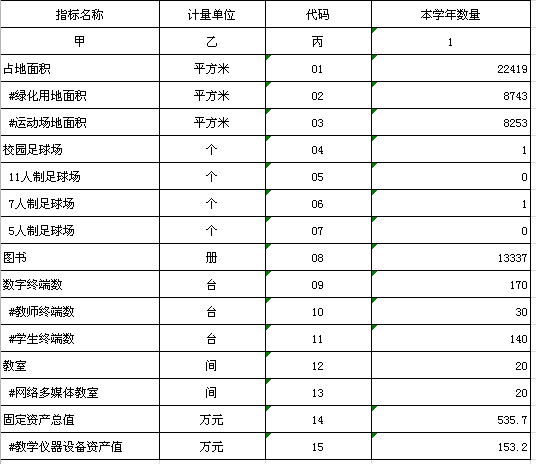 指标名称 计量单位 代码 本学年数量
甲 乙 丙 1
占地面积 平方米 01 22419
#绿化用地面积 平方米 02 8743
#运动场地面积 平方米 03 8253
校园足球场 个 04 1
11人制足球场 个 05 0
7人制足球场 个 06 1
5人制足球场 个 07 0
图书 册 08 13337
数字终端数 台 09 170
#教师终端数 台 10 30
#学生终端数 台 11 140
教室 间 12 20
#网络多媒体教室 间 13 20
固定资产总值 万元 14 535.7
#教学仪器设备资产值 万元 15 153.2